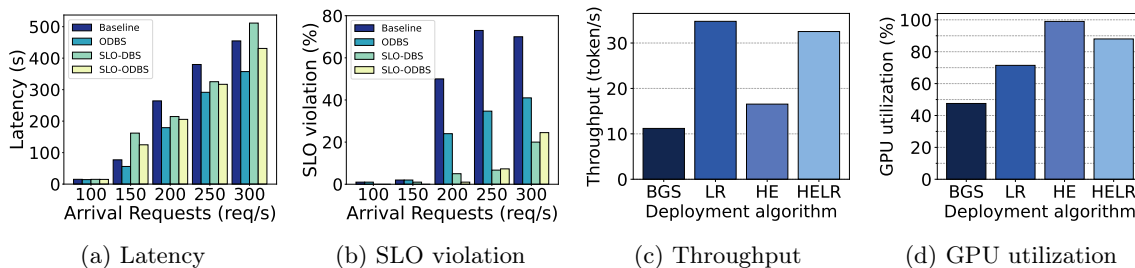 Latency (s)
500
400
300
200
100
0
Baseline
ODBS
SLO-DBS
SLO-ODBS
100 150 200 250 300
Arrival Requests (req/s)
(a) Latency
SLO violation (%)
80
60
40
20
0
Baseline
ODBS
SLO-DBS
SLO-ODBS
100 150 200 250 300
Arrival Requests (req/s)
(b) SLO violation
Throughput (token/s)
30
20
10
0
BGS LR HE HELR
Deployment algorithm
(c) Throughput
GPU utilization (%)
100
80
60
40
20
0
BGS LR HE HELR
Deployment algorithm
(d) GPU utilization